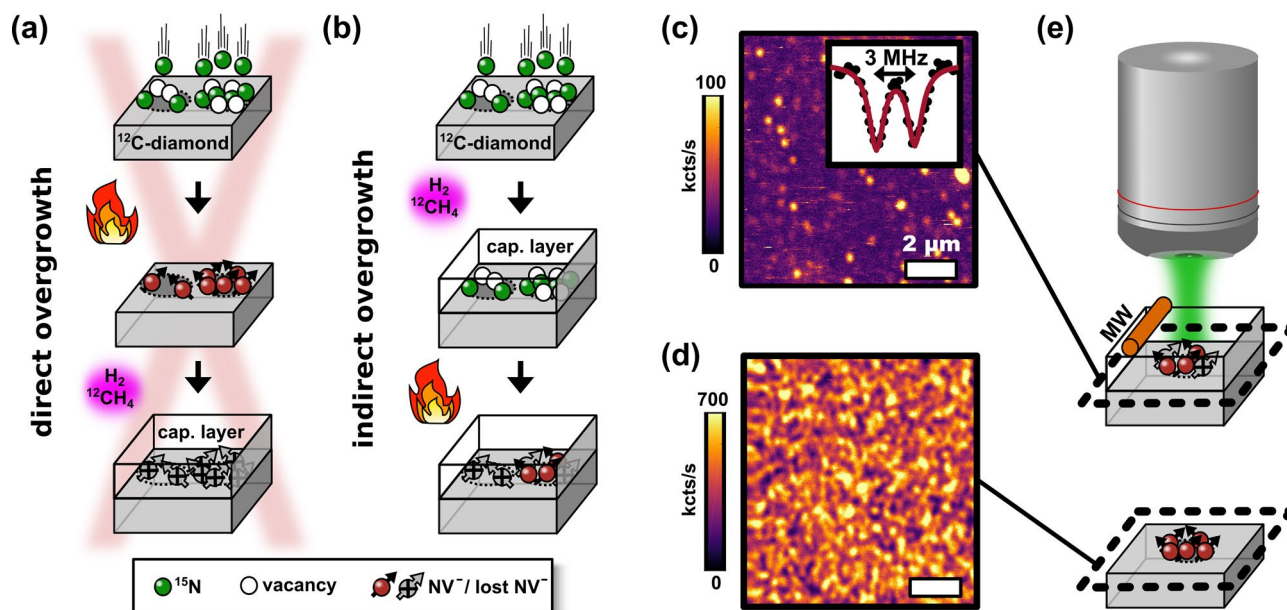 (a)
direct overgrowth
¹²C-diamond
H₂
¹²CH₄
cap. layer
(b)
indirect overgrowth
¹²C-diamond
H₂
¹²CH₄
cap. layer
¹⁵N
vacancy
NV⁻/ lost NV⁻
(c)
100
kcts/s
0
3 MHz
2 µm
(d)
700
kcts/s
0
(e)
MW